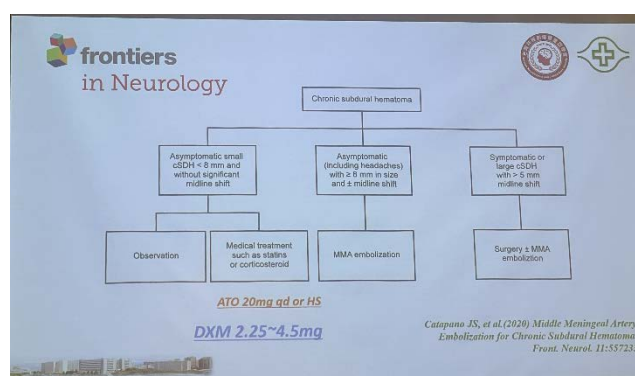 frontiers
in Neurology
Chronic subdural hematoma
Asymptomatic small
cSDH < 8 mm and
without significant
midline shift
Asymptomatic
(Including headaches)
with ≥ 8 mm in size
and ± midline shift
Symptomatic or
large cSDH
with > 5 mm
midline shift
Observation
Medical treatment
such as statins
or corticosteroid
MMA embolization
Surgery ± MMA
emboliztion
ATO 20mg qd or HS
DXM 2.25~4.5mg
Catapano JS, et al.(2020) Middle Meningeal Artery
Embolization for Chronic Subdural Hematoma
Front. Neurol. 11:55723.